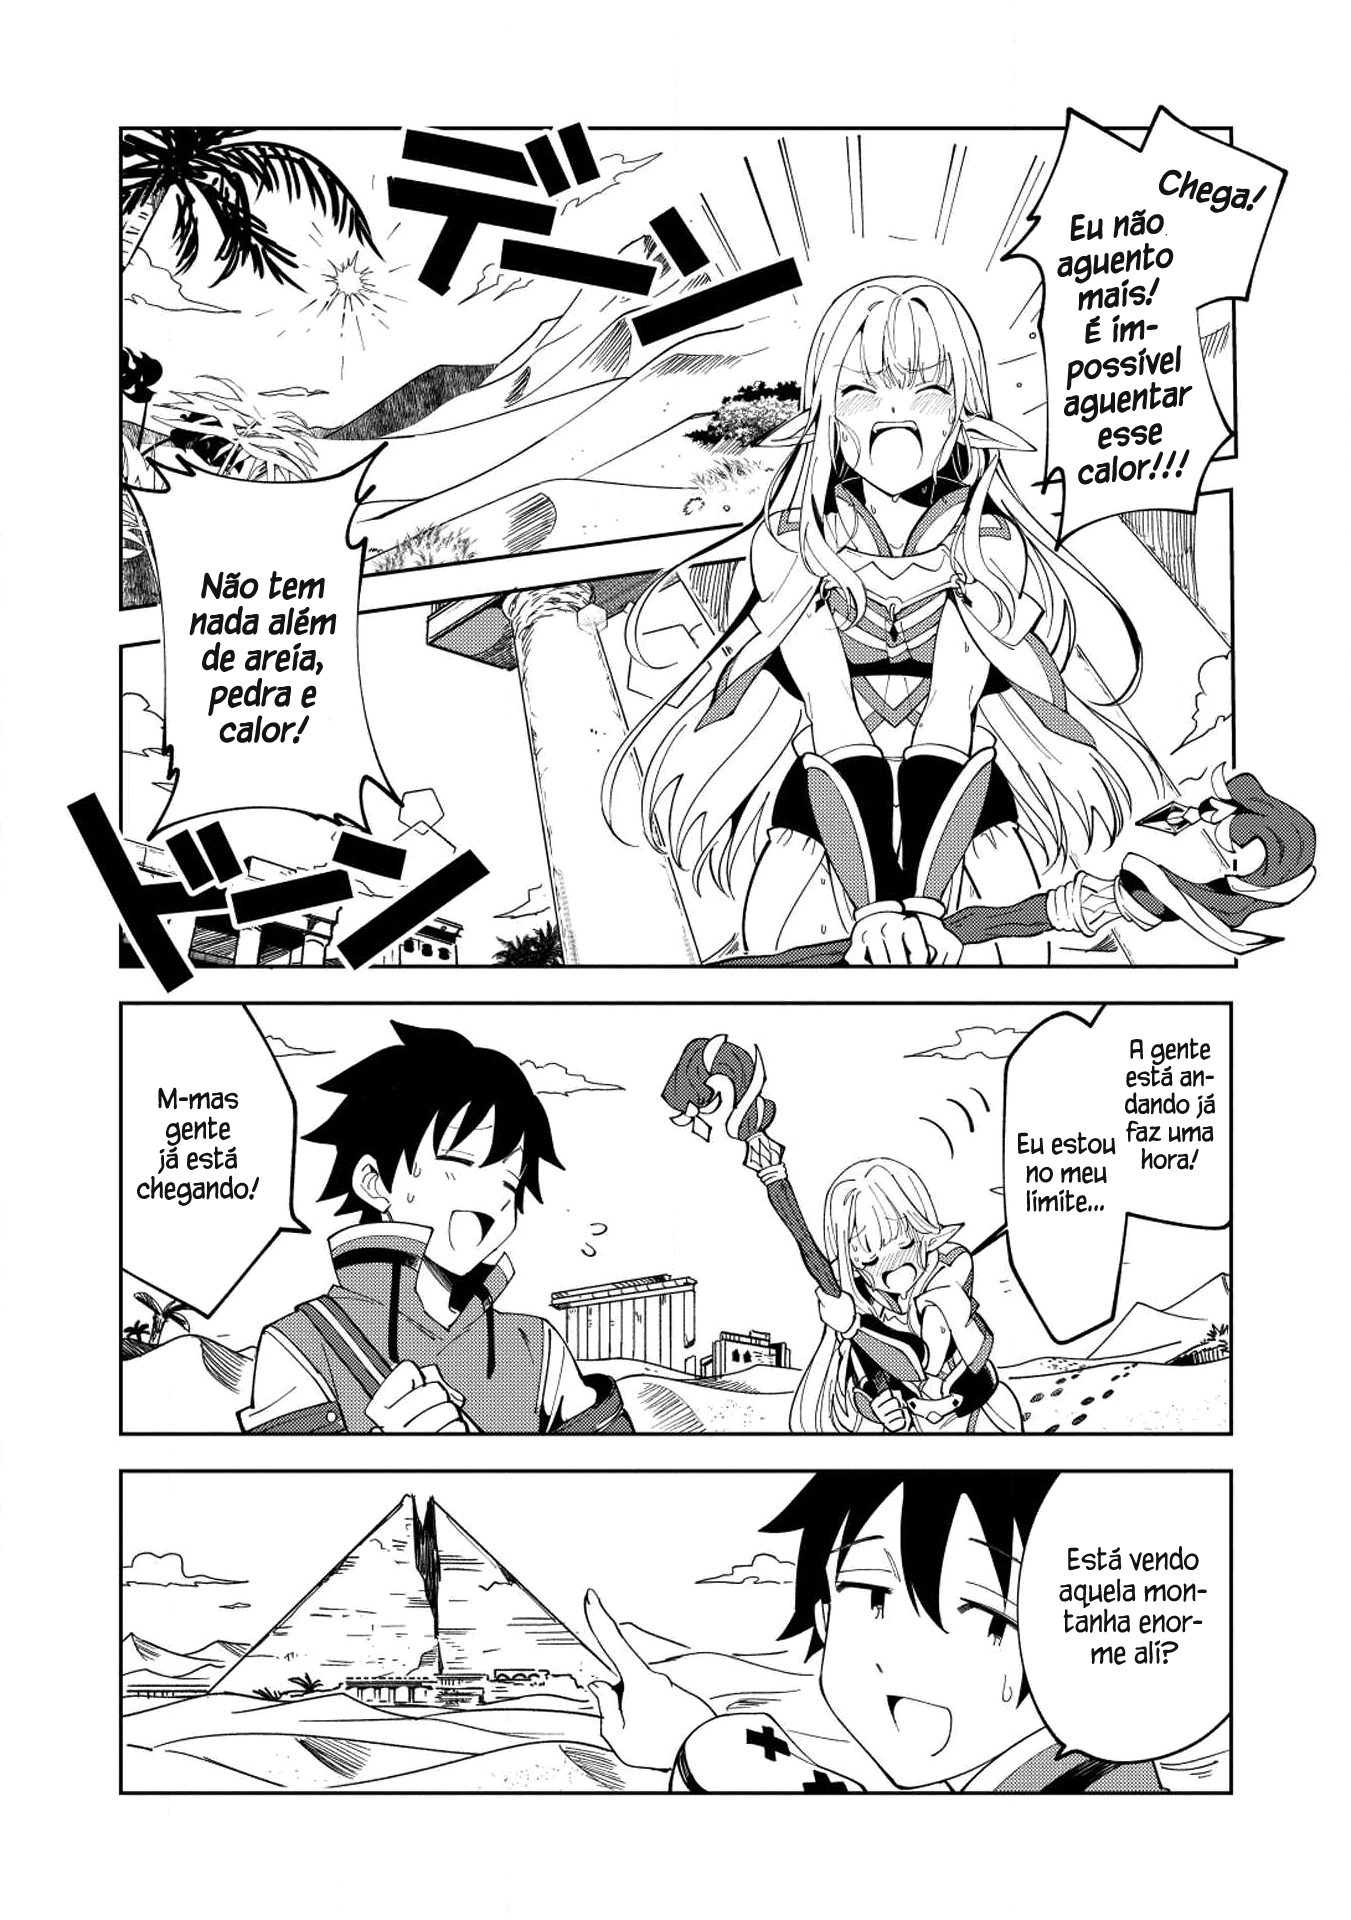 Chega!
Eu não
aguento
mais!
É im-
possível
aguentar
esse
calor!!!
デデン
Não tem
nada além
de areia,
pedra e
calor!
ドドーン
A gente
está an-
dando já
faz uma
hora!
Eu estou
no meu
limite...
M-mas
gente
já está
chegando!
Está vendo
aquela mon-
tanha enor-
me ali?